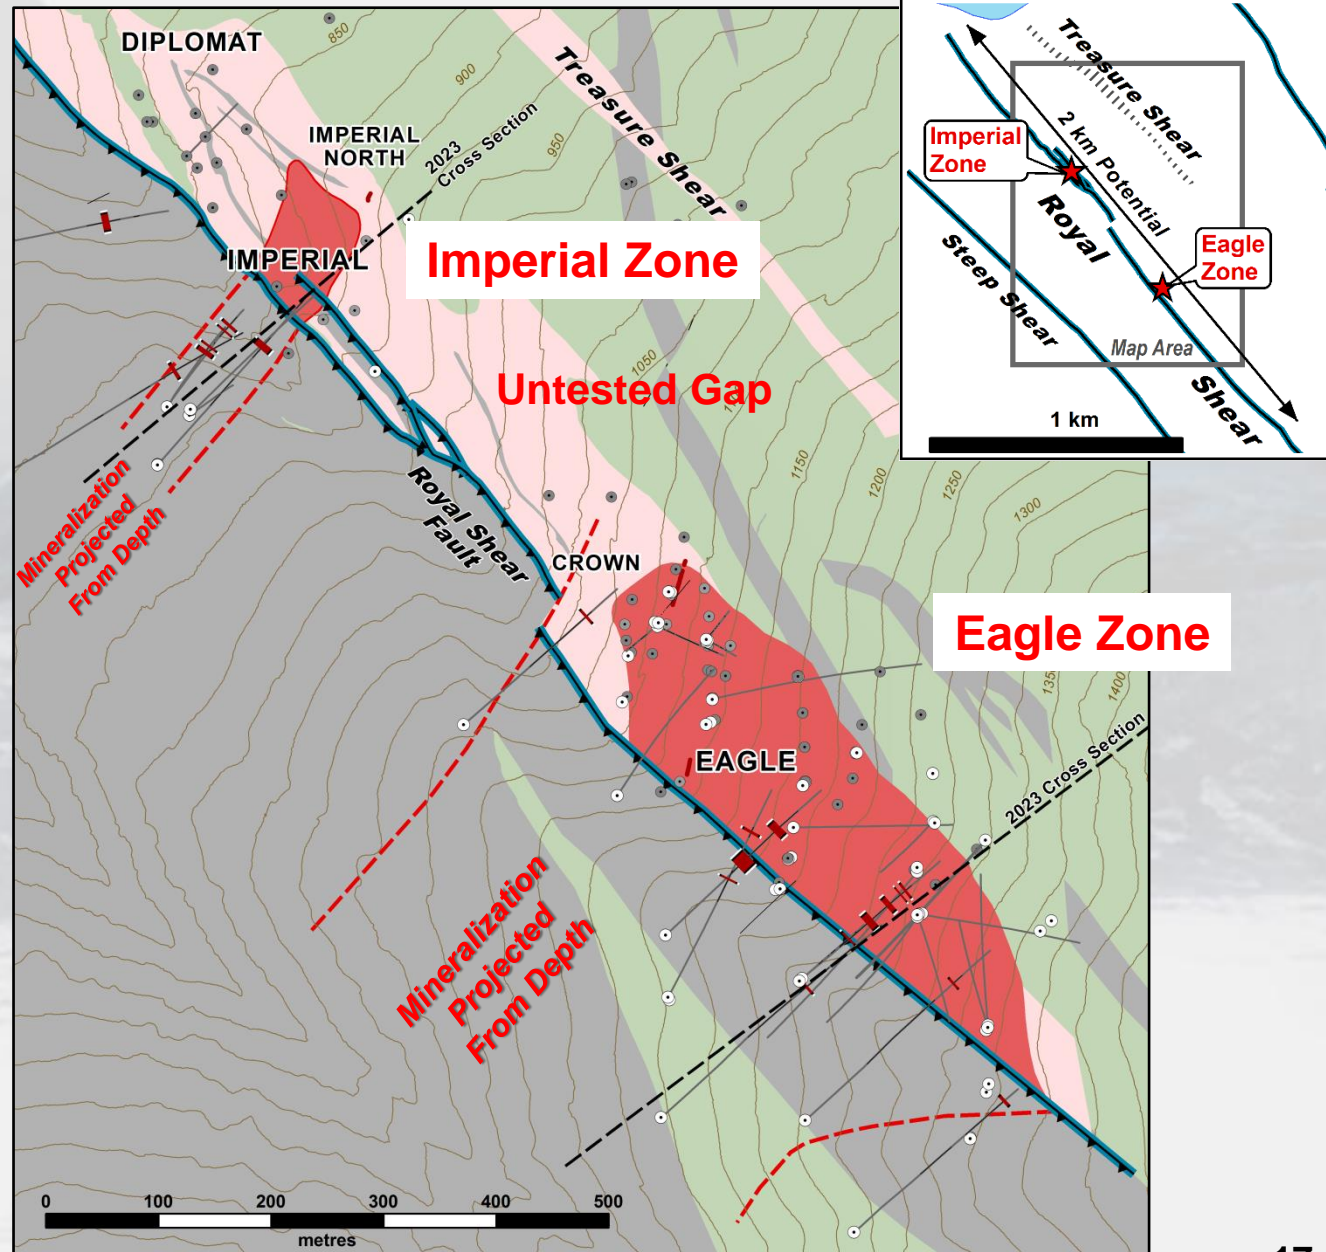 DIPLOMAT
850
900
950
IMPERIAL
NORTH
2023
Cross Section
Treasure Shear
IMPERIAL
Imperial Zone
Untested Gap
1050
1150
1200
1250
1300
Mineralization
Projected
From Depth
Royal Shear
Fault
CROWN
Eagle Zone
1400
EAGLE
2023 Cross Section
Mineralization
Projected
From Depth
0 100 200 300 400 500
metres
Treasure Shear
2 km Potential
Imperial
Zone
Royal
Shear
Eagle
Zone
Steep Shear
Map Area
1 km